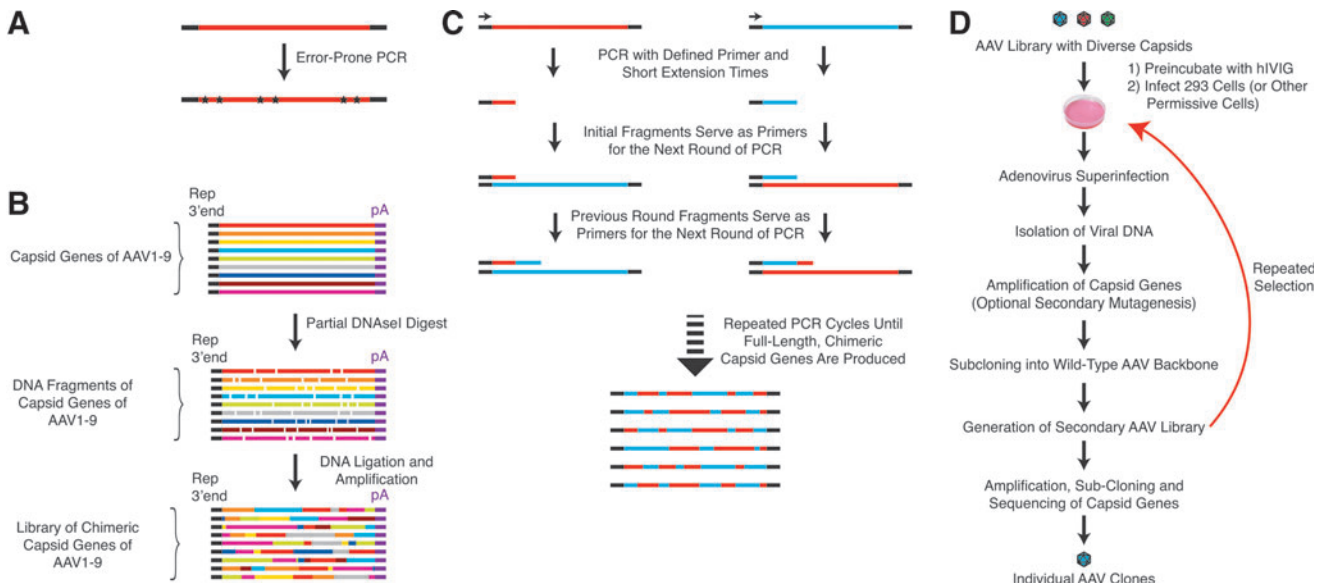 A
Error-Prone PCR
B
Rep
3'end
pA
Capsid Genes of AAV1-9
Partial DNAseI Digest
Rep
3'end
pA
DNA Fragments of
Capsid Genes of
AAV1-9
DNA Ligation and
Amplification
Rep
3'end
pA
Library of Chimeric
Capsid Genes of
AAV1-9
C
PCR with Defined Primer and
Short Extension Times
Initial Fragments Serve as Primers
for the Next Round of PCR
Previous Round Fragments Serve as
Primers for the Next Round of PCR
Repeated PCR Cycles Until
Full-Length, Chimeric
Capsid Genes Are Produced
D
AAV Library with Diverse Capsids
1) Preincubate with hIVIG
2) Infect 293 Cells (or Other
Permissive Cells)
Adenovirus Superinfection
Isolation of Viral DNA
Amplification of Capsid Genes
(Optional Secondary Mutagenesis)
Subcloning into Wild-Type AAV Backbone
Generation of Secondary AAV Library
Repeated
Selection
Amplification, Sub-Cloning and
Sequencing of Capsid Genes
Individual AAV Clones